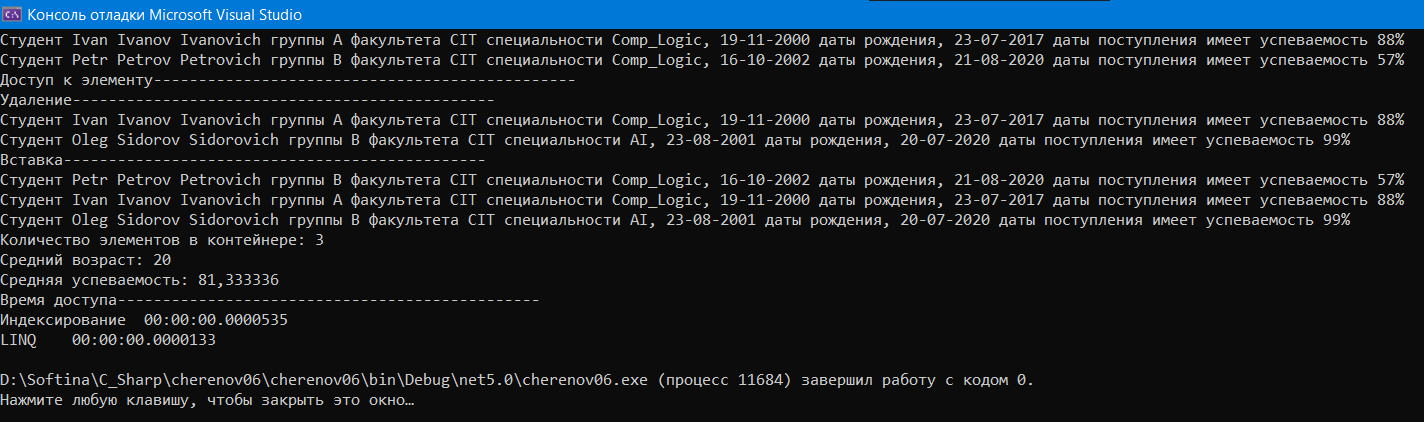 Консоль отладки Microsoft Visual Studio
Студент Ivan Ivanov Ivanovich группы A факультета CIT специальности Comp_Logic, 19-11-2000 даты рождения, 23-07-2017 даты поступления имеет успеваемость 88%
Студент Petr Petrov Petrovich группы B факультета CIT специальности Comp_Logic, 16-10-2002 даты рождения, 21-08-2020 даты поступления имеет успеваемость 57%
Доступ к элементу-----------------------------------------------
Удаление-----------------------------------------------
Студент Ivan Ivanov Ivanovich группы A факультета CIT специальности Comp_Logic, 19-11-2000 даты рождения, 23-07-2017 даты поступления имеет успеваемость 88%
Студент Oleg Sidorov Sidorovich группы B факультета CIT специальности AI, 23-08-2001 даты рождения, 20-07-2020 даты поступления имеет успеваемость 99%
Вставка-----------------------------------------------
Студент Petr Petrov Petrovich группы B факультета CIT специальности Comp_Logic, 16-10-2002 даты рождения, 21-08-2020 даты поступления имеет успеваемость 57%
Студент Ivan Ivanov Ivanovich группы A факультета CIT специальности Comp_Logic, 19-11-2000 даты рождения, 23-07-2017 даты поступления имеет успеваемость 88%
Студент Oleg Sidorov Sidorovich группы B факультета CIT специальности AI, 23-08-2001 даты рождения, 20-07-2020 даты поступления имеет успеваемость 99%
Количество элементов в контейнере: 3
Средний возраст: 20
Средняя успеваемость: 81,333336
Время доступа-----------------------------------------------
Индексирование  00:00:00.0000535
LINQ    00:00:00.0000133
D:\Softina\C_Sharp\cherenov06\cherenov06\bin\Debug\net5.0\cherenov06.exe (процесс 11684) завершил работу с кодом 0.
Нажмите любую клавишу, чтобы закрыть это окно…